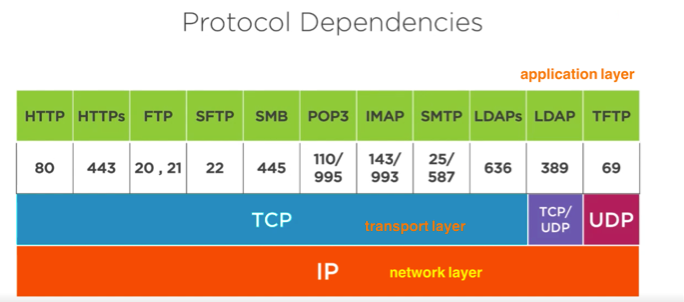 Protocol Dependencies
application layer
HTTP HTTPs FTP SFTP SMB POP3 IMAP SMTP LDAPs LDAP TFTP
80 443 20 , 21 22 445 110/ 995 143/ 993 25/ 587 636 389 69
TCP transport layer TCP/ UDP UDP
IP network layer